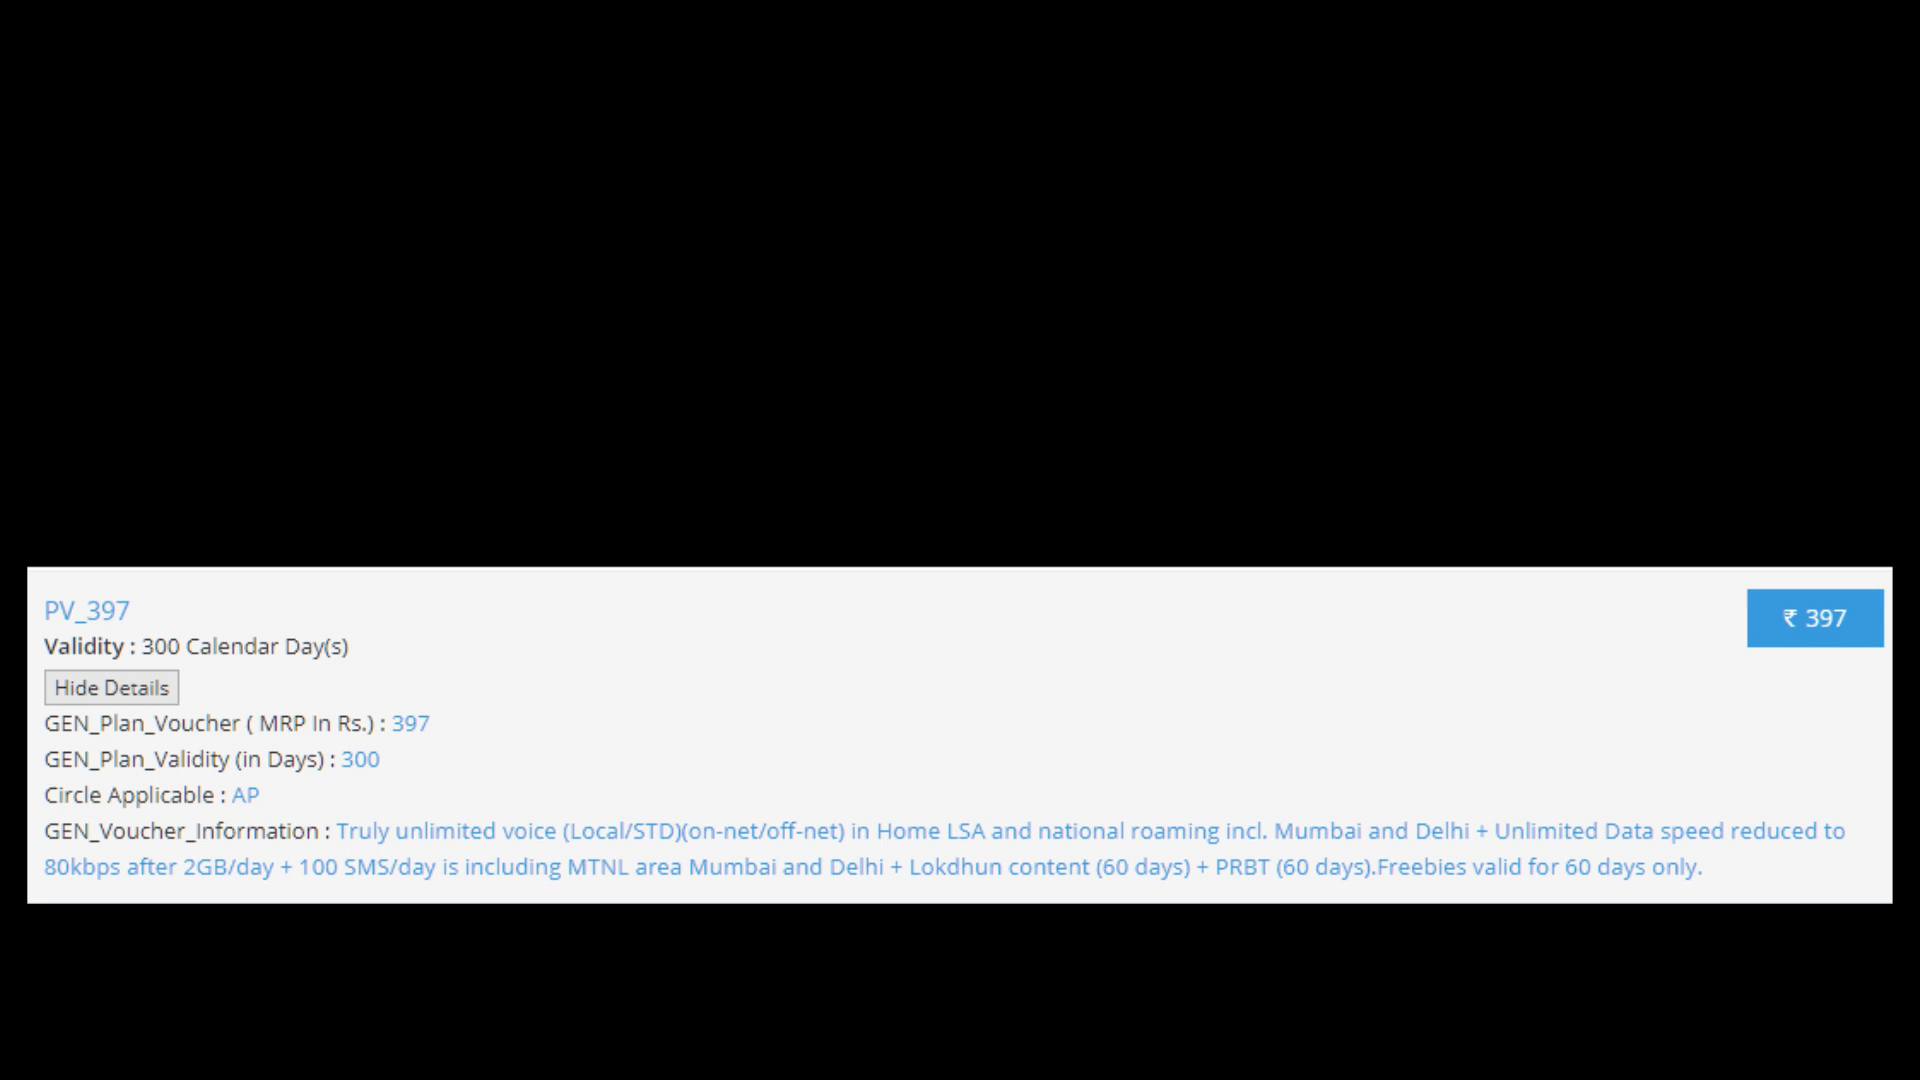 PV_397
₹ 397
Validity : 300 Calendar Day(s)
Hide Details
GEN_Plan_Voucher ( MRP In Rs.) : 397
GEN_Plan_Validity (in Days) : 300
Circle Applicable : AP
GEN_Voucher_Information : Truly unlimited voice (Local/STD)(on-net/off-net) in Home LSA and national roaming incl. Mumbai and Delhi + Unlimited Data speed reduced to
80kbps after 2GB/day + 100 SMS/day is including MTNL area Mumbai and Delhi + Lokdhun content (60 days) + PRBT (60 days).Freebies valid for 60 days only.